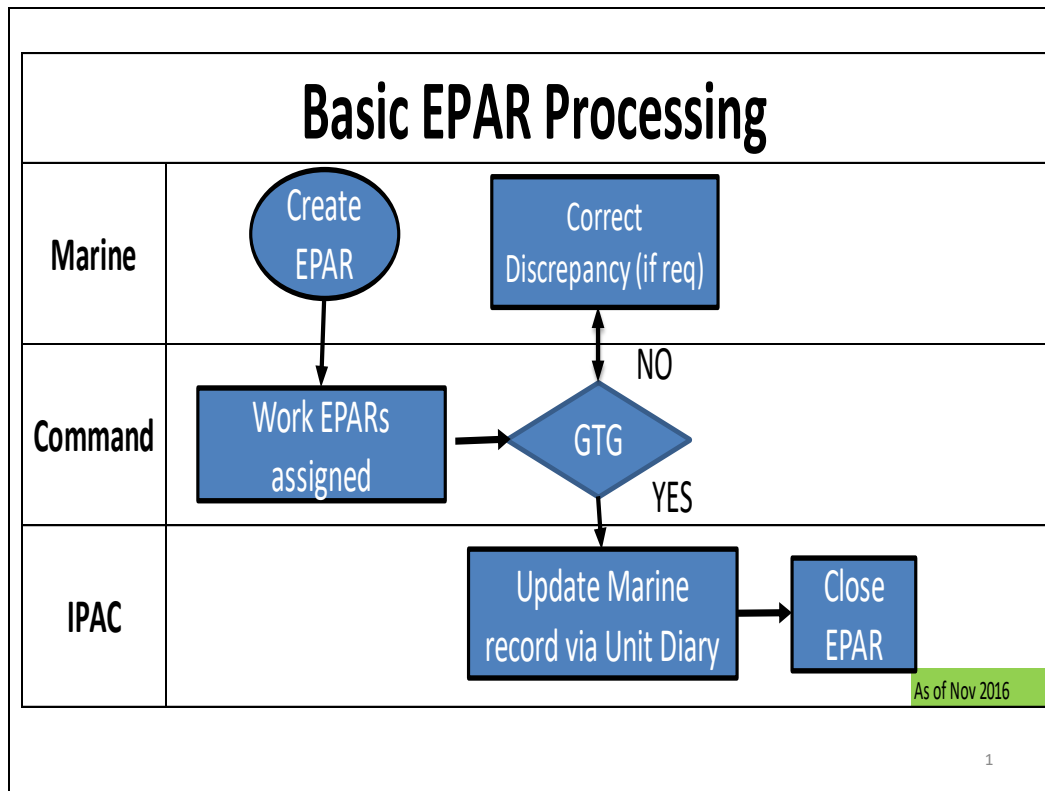 Basic EPAR Processing
Marine
Create
EPAR
Correct
Discrepancy (if req)
NO
Command
Work EPARs
assigned
GTG
YES
IPAC
Update Marine
record via Unit Diary
Close
EPAR
As of Nov 2016
1